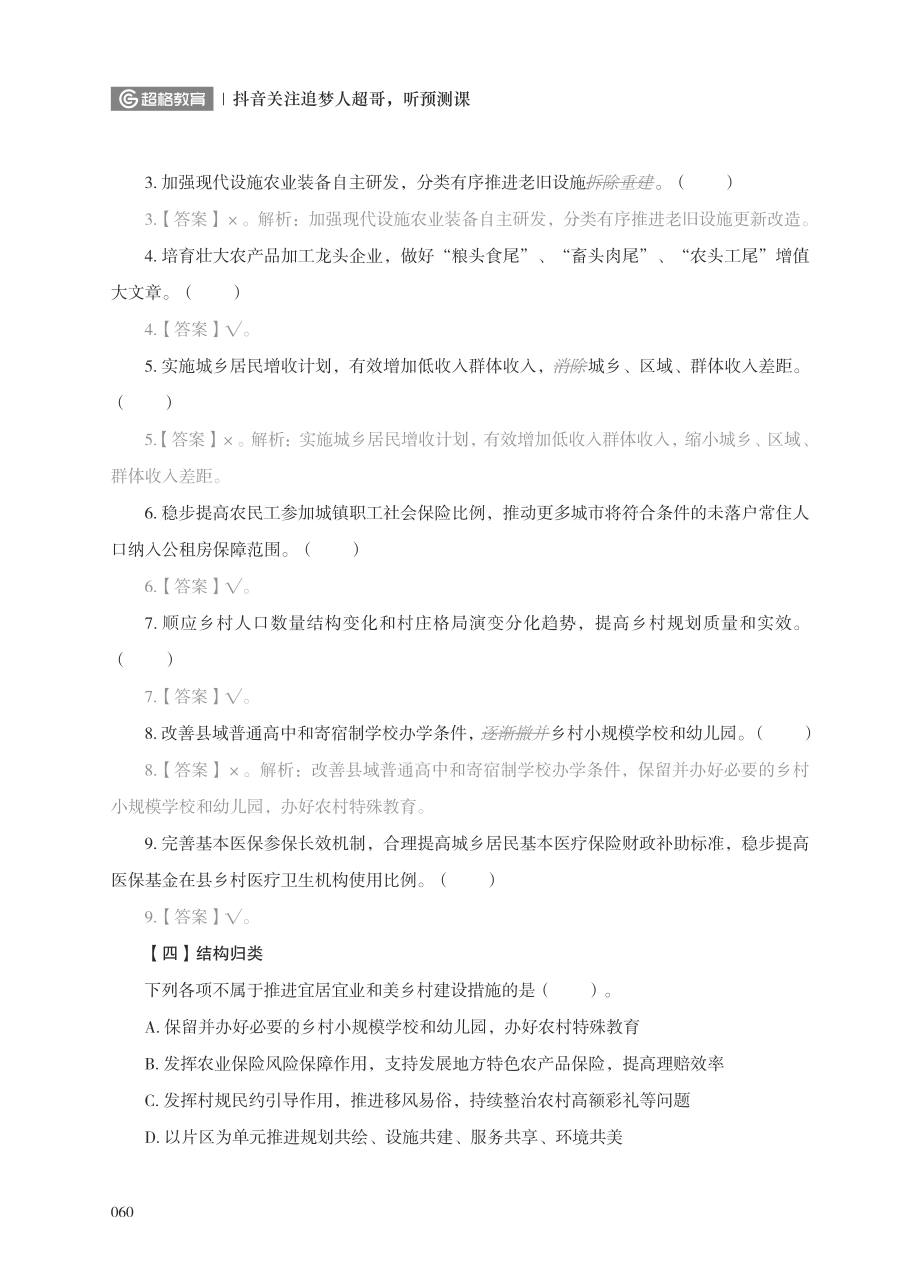 超格教育 | 抖音关注追梦人超哥，听预测课
3. 加强现代设施农业装备自主研发，分类有序推进老旧设施拆除重建。（　　）
3.【答案】×。解析：加强现代设施农业装备自主研发，分类有序推进老旧设施更新改造。
4. 培育壮大农产品加工龙头企业，做好“粮头食尾”、“畜头肉尾”、“农头工尾”增值
大文章。（　　）
4.【答案】√。
5. 实施城乡居民增收计划，有效增加低收入群体收入，消除城乡、区域、群体收入差距。
（　　）
5.【答案】×。解析：实施城乡居民增收计划，有效增加低收入群体收入，缩小城乡、区域、
群体收入差距。
6. 稳步提高农民工参加城镇职工社会保险比例，推动更多城市将符合条件的未落户常住人
口纳入公租房保障范围。（　　）
6.【答案】√。
7. 顺应乡村人口数量结构变化和村庄格局演变分化趋势，提高乡村规划质量和实效。
（　　）
7.【答案】√。
8. 改善县域普通高中和寄宿制学校办学条件，逐渐撤并乡村小规模学校和幼儿园。（　　）
8.【答案】×。解析：改善县域普通高中和寄宿制学校办学条件，保留并办好必要的乡村
小规模学校和幼儿园，办好农村特殊教育。
9. 完善基本医保参保长效机制，合理提高城乡居民基本医疗保险财政补助标准，稳步提高
医保基金在县乡村医疗卫生机构使用比例。（　　）
9.【答案】√。
【四】结构归类
下列各项不属于推进宜居宜业和美乡村建设措施的是（　　）。
A. 保留并办好必要的乡村小规模学校和幼儿园，办好农村特殊教育
B. 发挥农业保险风险保障作用，支持发展地方特色农产品保险，提高理赔效率
C. 发挥村规民约引导作用，推进移风易俗，持续整治农村高额彩礼等问题
D. 以片区为单元推进规划共绘、设施共建、服务共享、环境共美
060